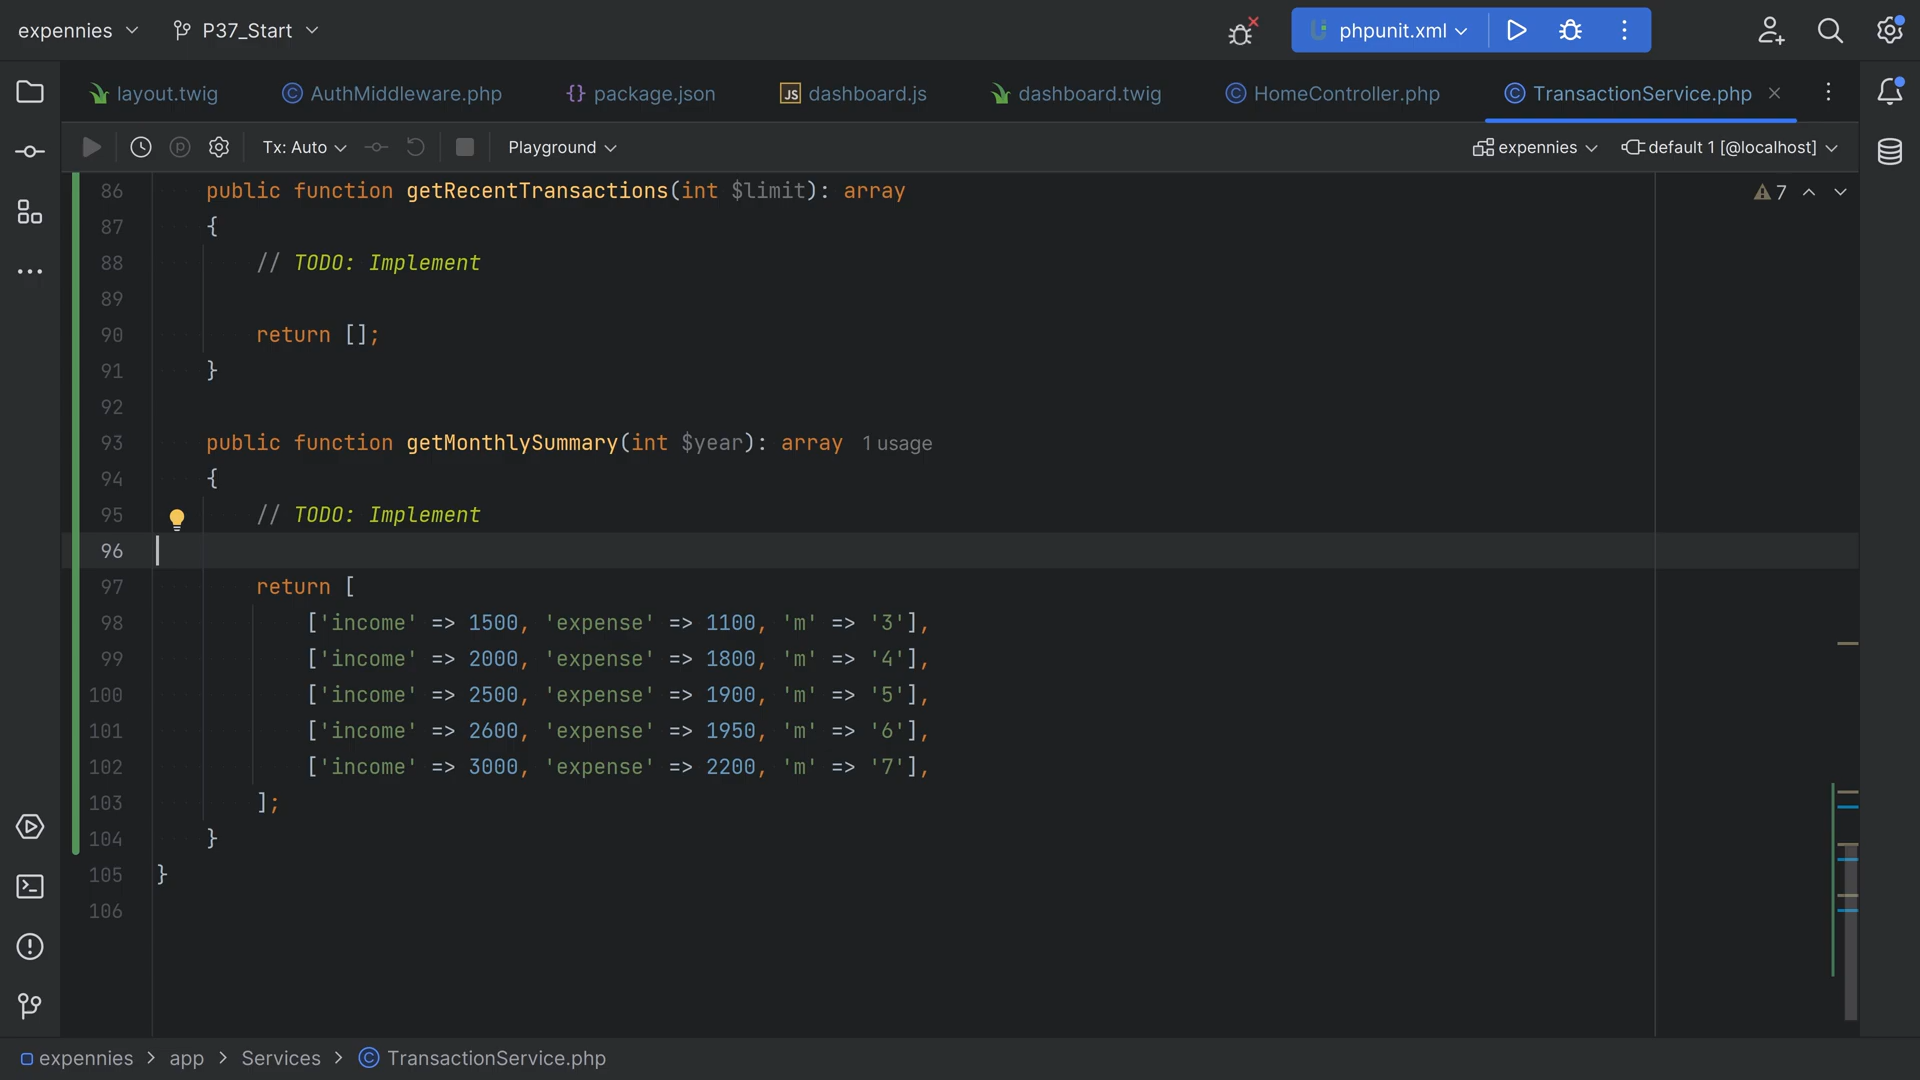 expennies P37_Start phpunit.xml
layout.twig AuthMiddleware.php {} package.json JS dashboard.js dashboard.twig HomeController.php TransactionService.php
Tx: Auto Playground expennies default 1 [@localhost]
86 public function getRecentTransactions(int $limit): array 7
87 {
88 // TODO: Implement
89
90 return [];
91 }
92
93 public function getMonthlySummary(int $year): array 1 usage
94 {
95 // TODO: Implement
96
97 return [
98 ['income' => 1500, 'expense' => 1100, 'm' => '3'],
99 ['income' => 2000, 'expense' => 1800, 'm' => '4'],
100 ['income' => 2500, 'expense' => 1900, 'm' => '5'],
101 ['income' => 2600, 'expense' => 1950, 'm' => '6'],
102 ['income' => 3000, 'expense' => 2200, 'm' => '7'],
103 ];
104 }
105 }
106
expennies > app > Services > TransactionService.php